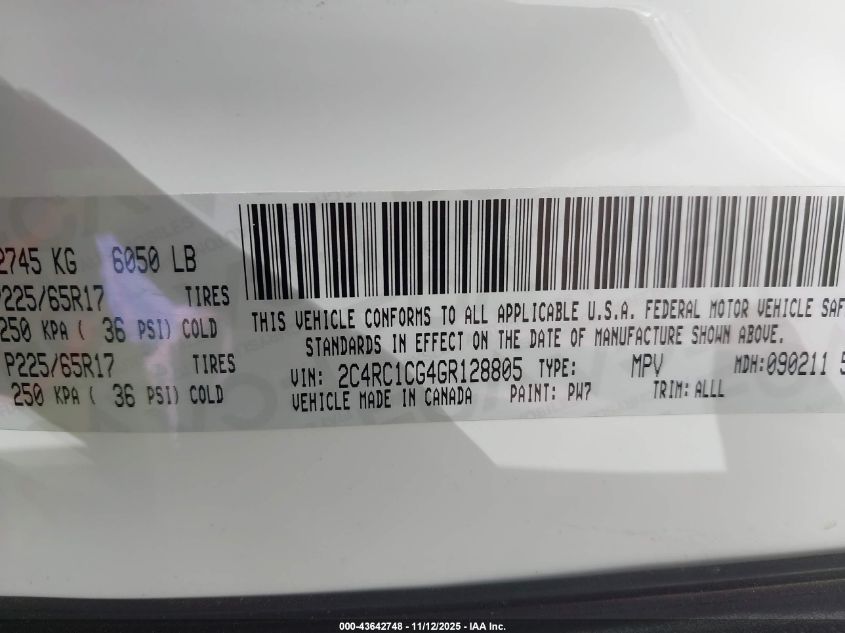 2745 KG 6050 LB
P225/65R17 TIRES
250 KPA ( 36 PSI) COLD
P225/65R17 TIRES
250 KPA ( 36 PSI) COLD
THIS VEHICLE CONFORMS TO ALL APPLICABLE U.S.A. FEDERAL MOTOR VEHICLE SAF
STANDARDS IN EFFECT ON THE DATE OF MANUFACTURE SHOWN ABOVE.
VIN: 2C4RC1CG4GR128805 TYPE: MPV MDH:090211 5
VEHICLE MADE IN CANADA PAINT: PW7 TRIM: ALLL
000-43642748 - 11/12/2025 - IAA Inc.